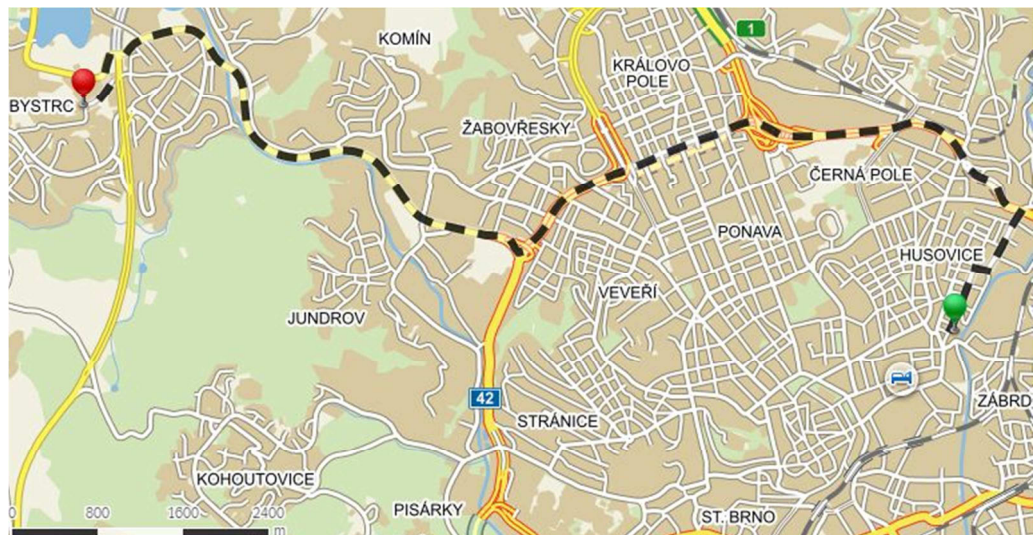 1
KOMÍN
KRÁLOVO
POLE
BYSTRC
ŽABOVŘESKY
ČERNÁ POLE
PONAVA
HUSOVICE
VEVEŘÍ
JUNDROV
42
STRÁNICE
ZÁBRD
KOHOUTOVICE
PISÁRKY
ST. BRNO
0 800 1600 2400
m